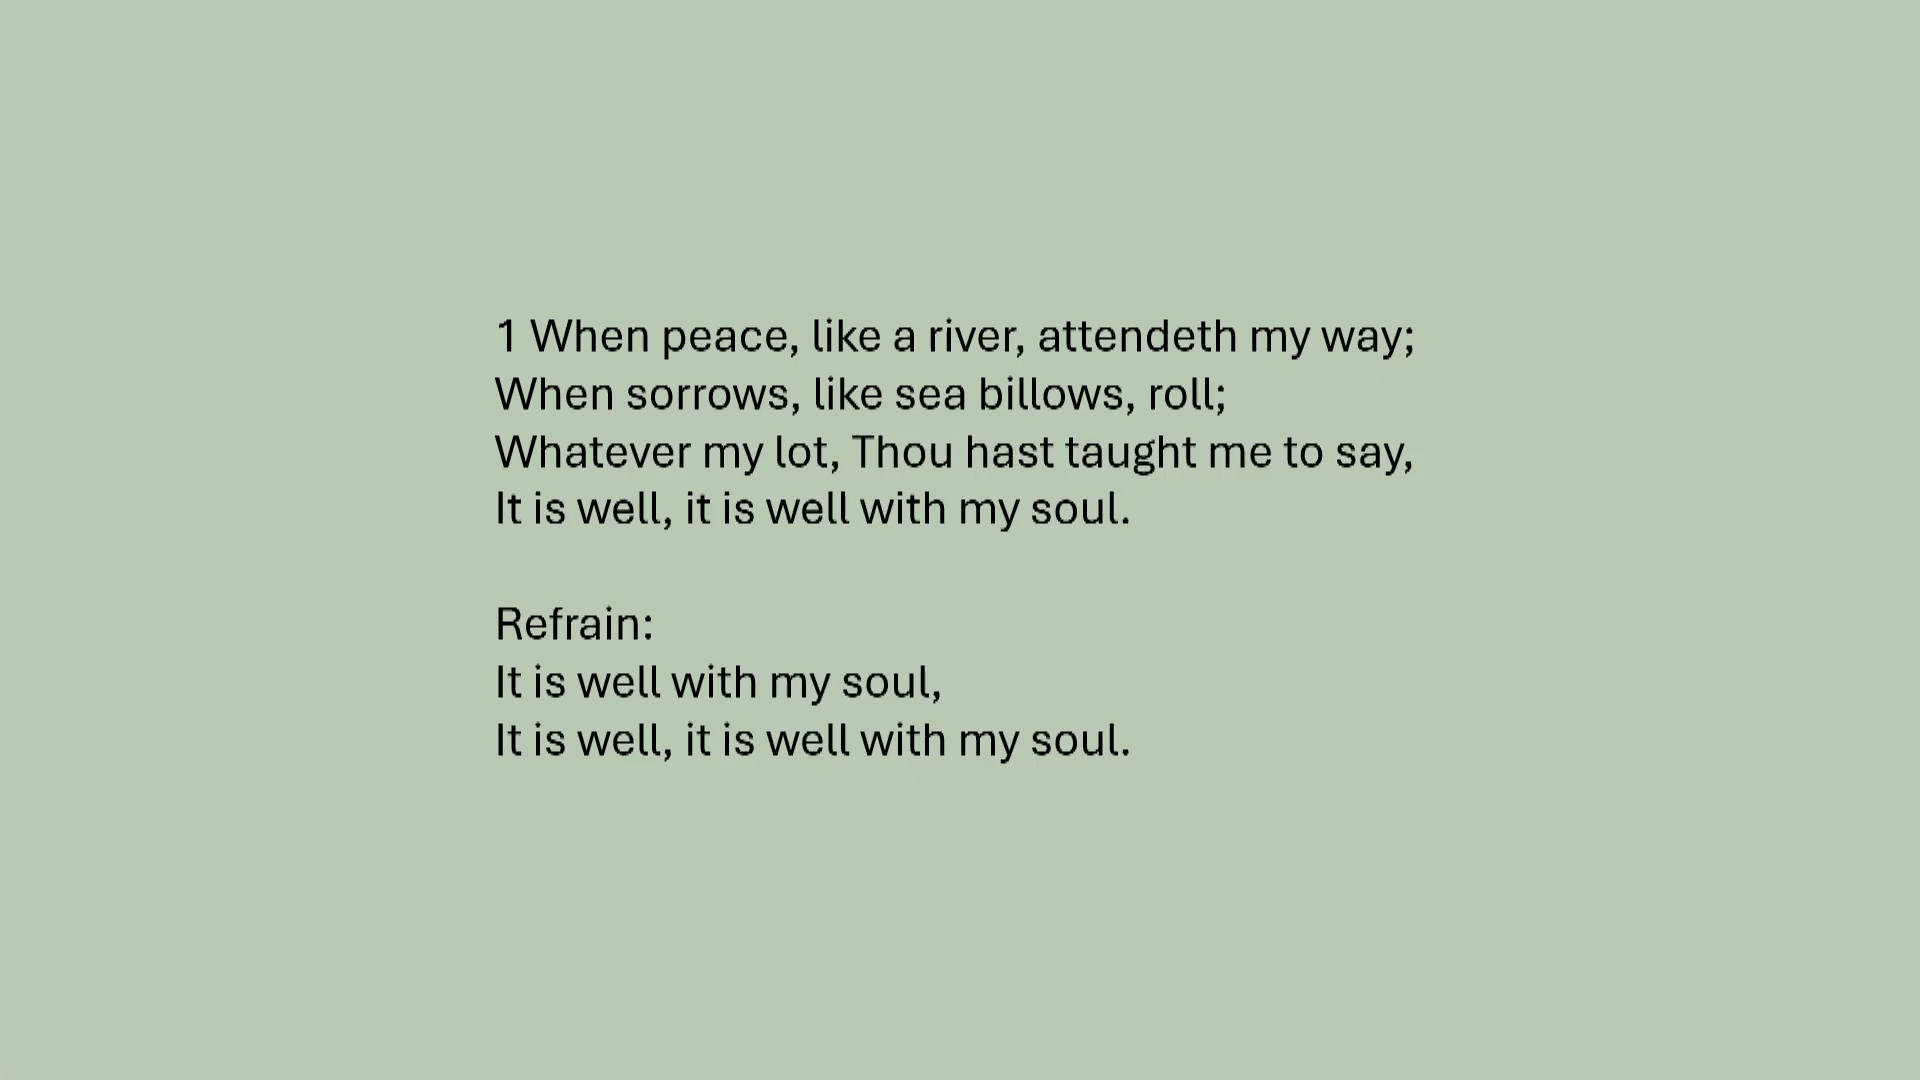 1 When peace, like a river, attendeth my way;
When sorrows, like sea billows, roll;
Whatever my lot, Thou hast taught me to say,
It is well, it is well with my soul.
Refrain:
It is well with my soul,
It is well, it is well with my soul.